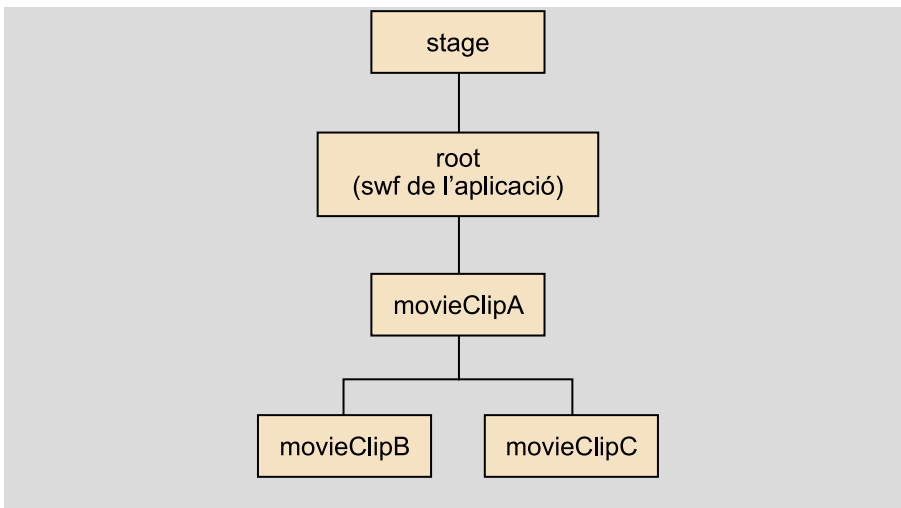 stage
root
(swf de l’aplicació)
movieClipA
movieClipB
movieClipC